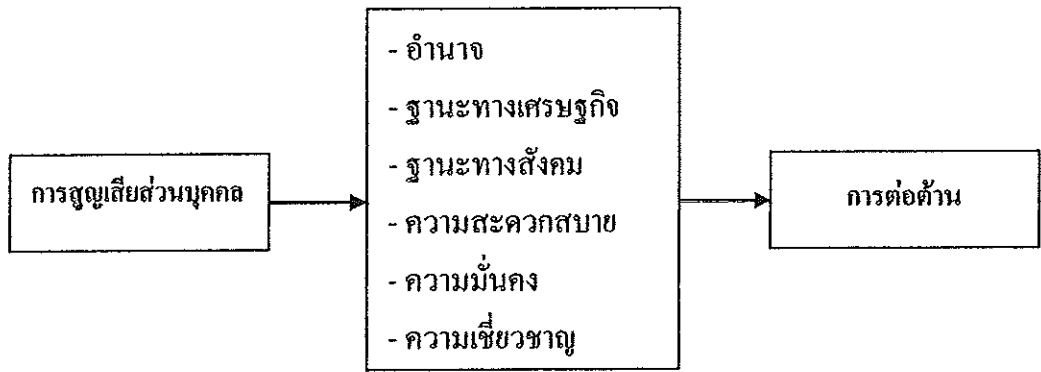 การสูญเสียส่วนบุคคล
- อำนาจ
- ฐานะทางเศรษฐกิจ
- ฐานะทางสังคม
- ความสะดวกสบาย
- ความมั่นคง
- ความเชี่ยวชาญ
การต่อต้าน